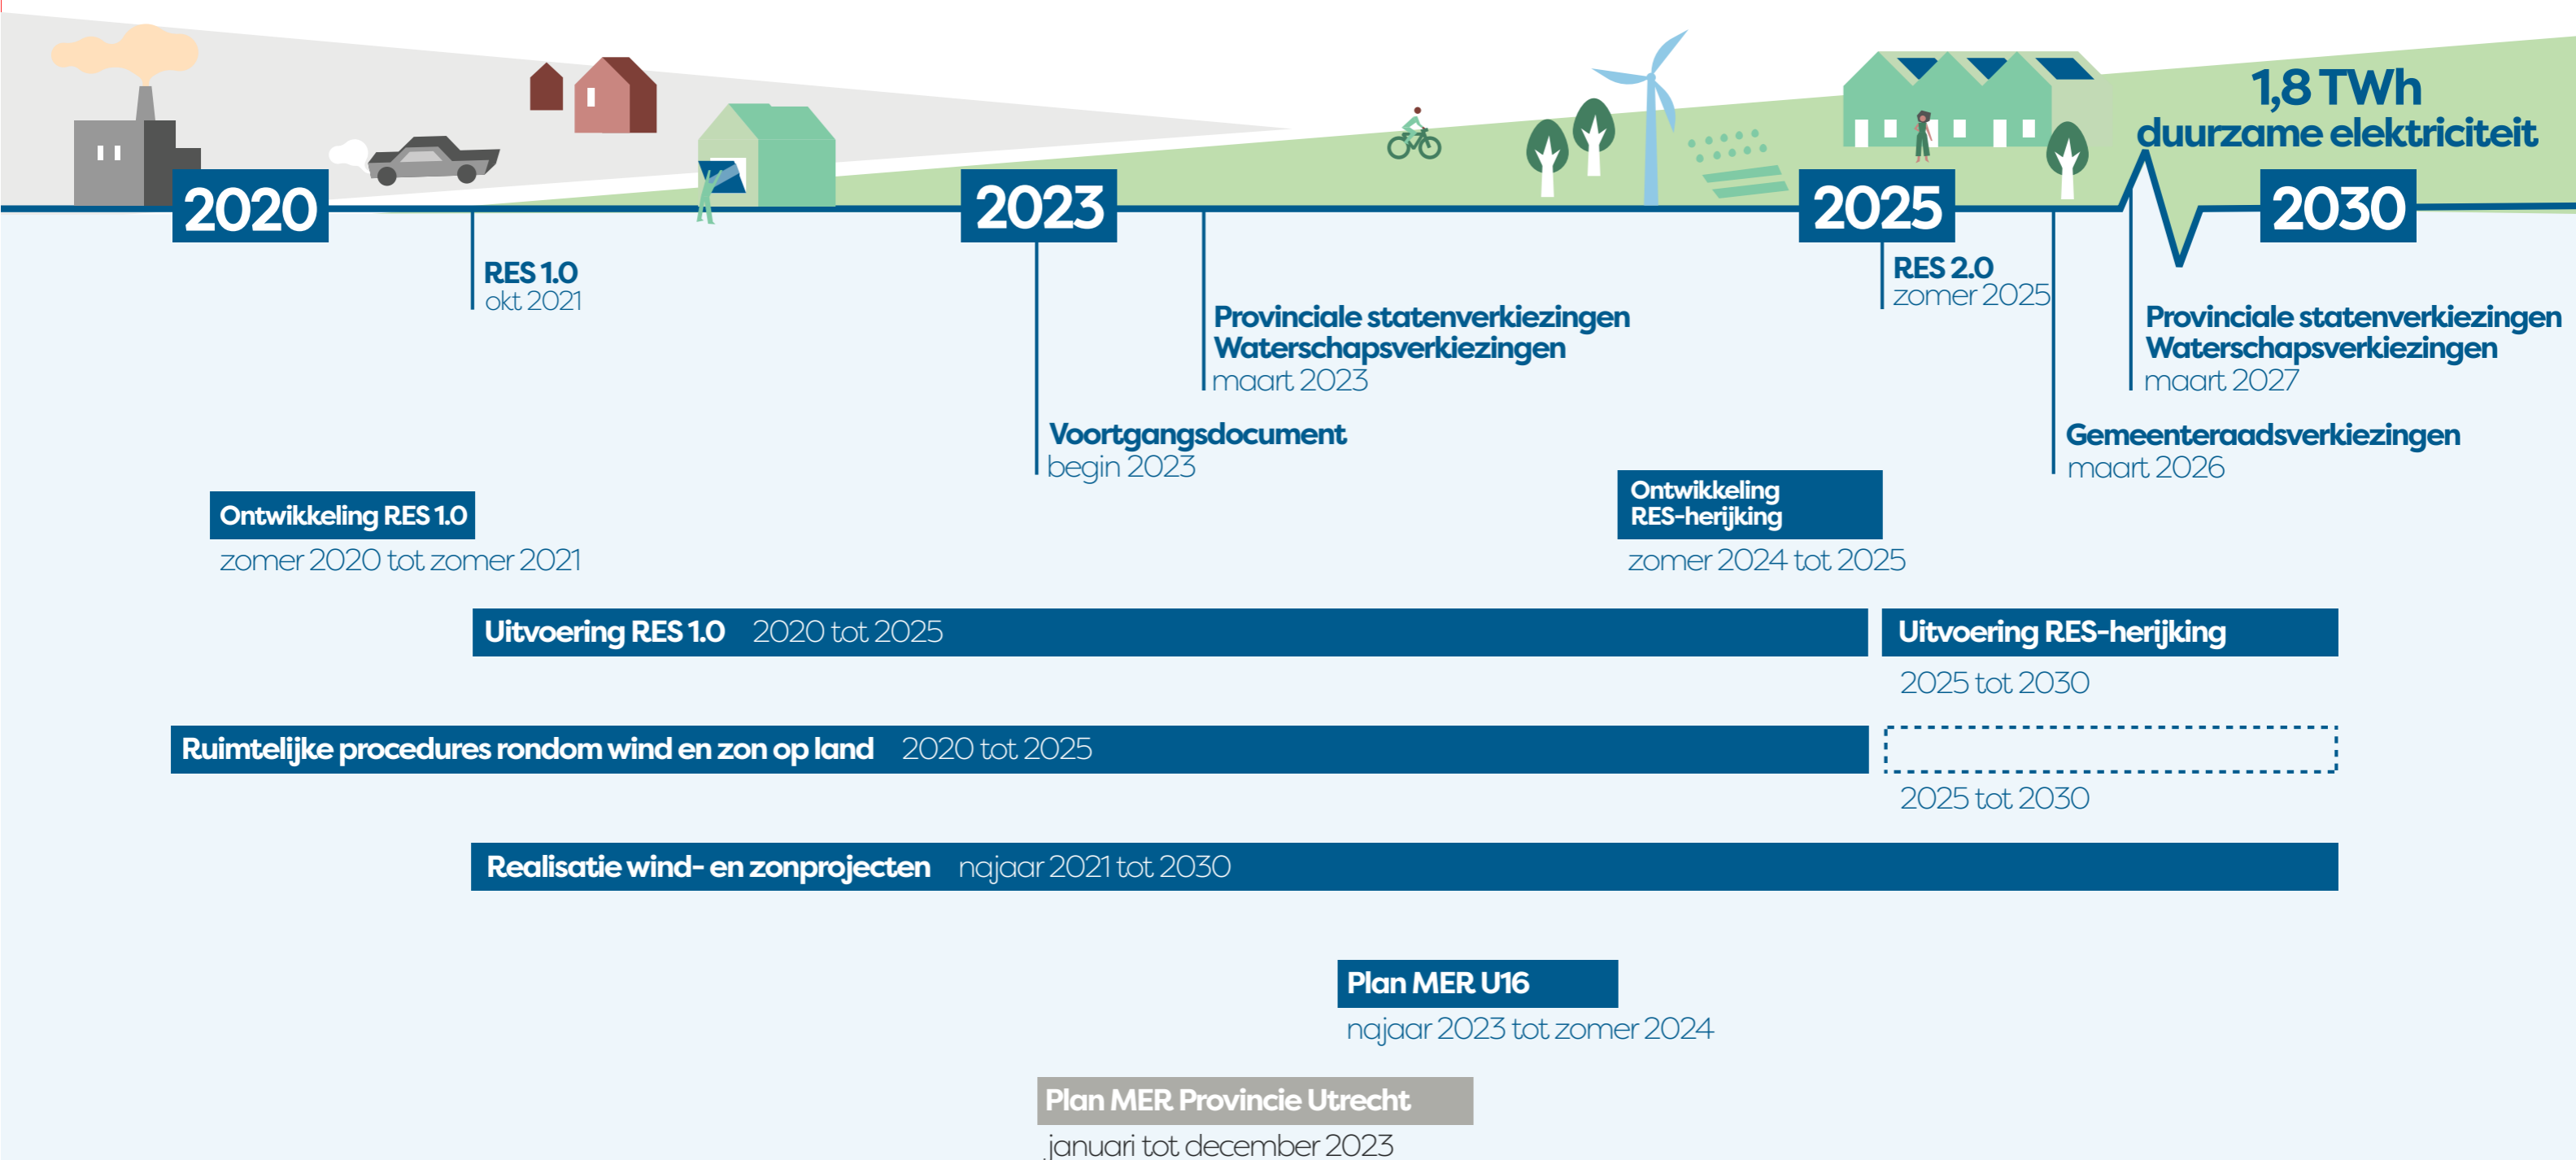 1,8 TWh
duurzame elektriciteit
2020
2023
2025
2030
RES 1.0
okt 2021
RES 2.0
zomer 2025
Provinciale statenverkiezingen
Waterschapsverkiezingen
maart 2023
Provinciale statenverkiezingen
Waterschapsverkiezingen
maart 2027
Voortgangsdocument
begin 2023
Gemeenteraadsverkiezingen
maart 2026
Ontwikkeling RES 1.0
zomer 2020 tot zomer 2021
Ontwikkeling
RES-herijking
zomer 2024 tot 2025
Uitvoering RES 1.0 2020 tot 2025
Uitvoering RES-herijking
2025 tot 2030
Ruimtelijke procedures rondom wind en zon op land 2020 tot 2025
2025 tot 2030
Realisatie wind- en zonprojecten najaar 2021 tot 2030
Plan MER U16
najaar 2023 tot zomer 2024
Plan MER Provincie Utrecht
januari tot december 2023